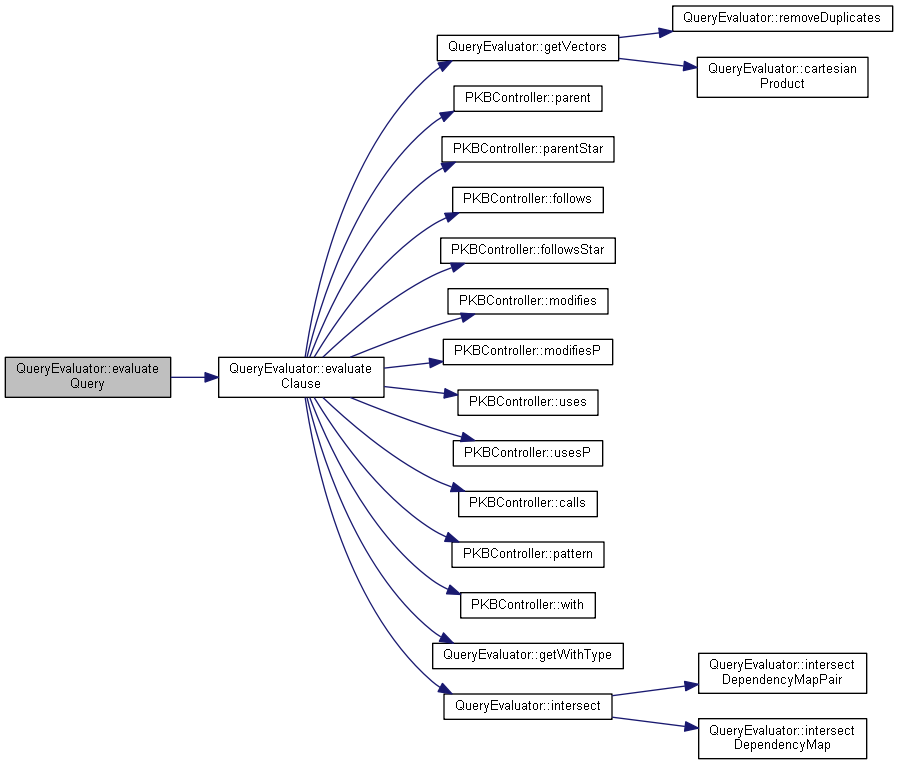 QueryEvaluator::removeDuplicates
QueryEvaluator::getVectors
QueryEvaluator::cartesian
Product
PKBController::parent
PKBController::parentStar
PKBController::follows
PKBController::followsStar
PKBController::modifies
PKBController::modifiesP
QueryEvaluator::evaluate
Query
QueryEvaluator::evaluate
Clause
PKBController::uses
PKBController::usesP
PKBController::calls
PKBController::pattern
PKBController::with
QueryEvaluator::getWithType
QueryEvaluator::intersect
DependencyMapPair
QueryEvaluator::intersect
QueryEvaluator::intersect
DependencyMap